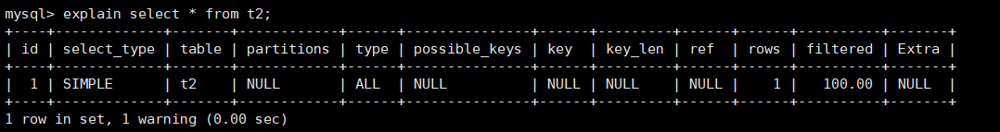 mysql> explain select * from t2;
+----+-------------+-------+------------+------+---------------+------+---------+------+------+----------+-------+
| id | select_type | table | partitions | type | possible_keys | key | key_len | ref | rows | filtered | Extra |
+----+-------------+-------+------------+------+---------------+------+---------+------+------+----------+-------+
| 1 | SIMPLE | t2 | NULL | ALL | NULL | NULL | NULL | NULL | 1 | 100.00 | NULL |
+----+-------------+-------+------------+------+---------------+------+---------+------+------+----------+-------+
1 row in set, 1 warning (0.00 sec)